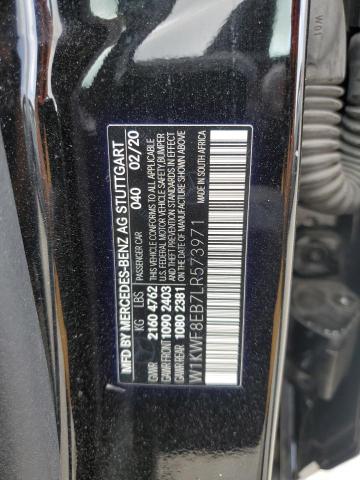 MFD BY MERCEDES-BENZ AG STUTTGART
PASSENGER CAR 040 02/20
KG LBS
GVWR 2160 4762
GAWR FRONT 1090 2403
GAWR REAR 1080 2381
THIS VEHICLE CONFORMS TO ALL APPLICABLE
U.S. FEDERAL MOTOR VEHICLE SAFETY, BUMPER,
AND THEFT PREVENTION STANDARDS IN EFFECT
ON THE DATE OF MANUFACTURE SHOWN ABOVE
MADE IN SOUTH AFRICA
W1KWF8EB7LR573971